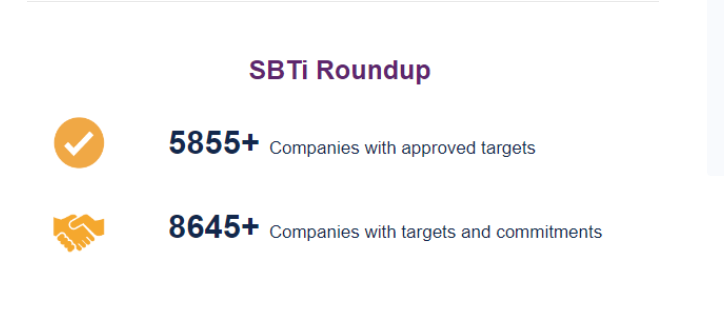 SBTi Roundup
5855+ Companies with approved targets
8645+ Companies with targets and commitments